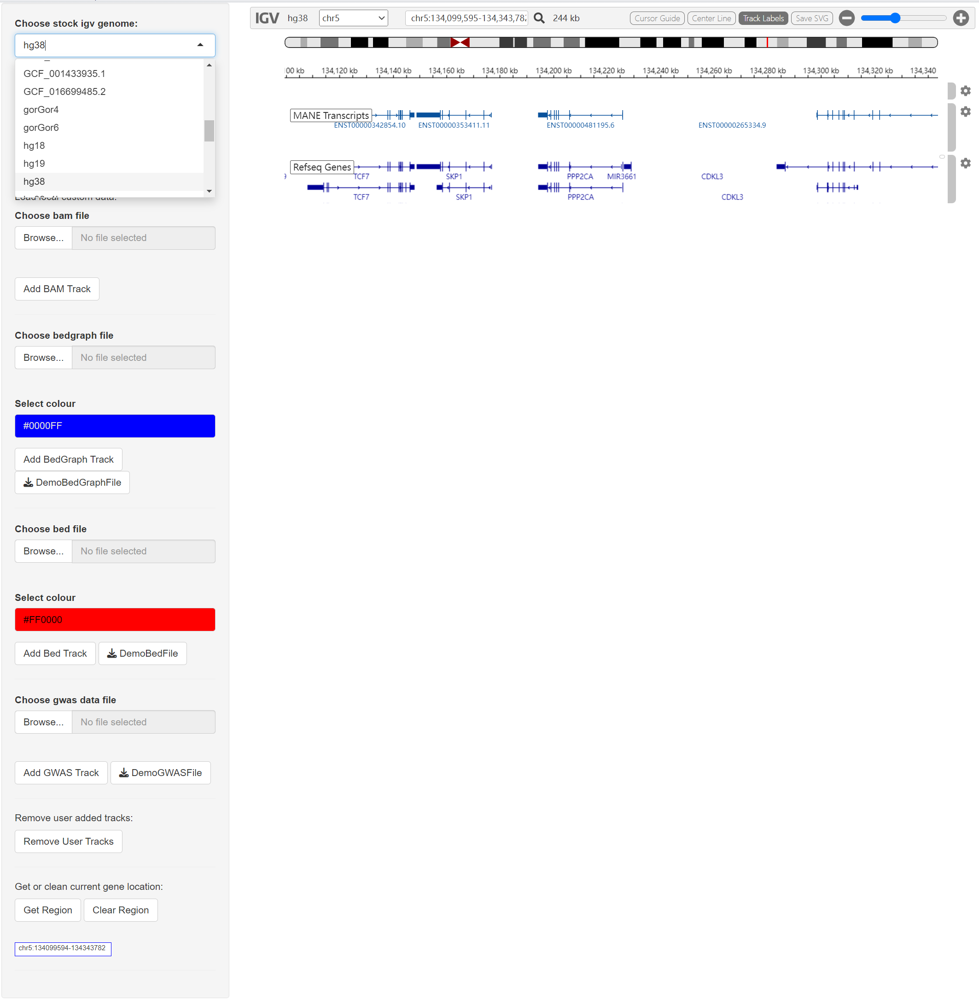 Choose stock igv genome:
hg38
GCF_001433935.1
GCF_016699485.2
gorGor4
gorGor6
hg18
hg19
hg38
Load local custom data:
Choose bam file
Browse... No file selected
Add BAM Track
Choose bedgraph file
Browse... No file selected
Select colour
#0000FF
Add BedGraph Track
DemoBedGraphFile
Choose bed file
Browse... No file selected
Select colour
#FF0000
Add Bed Track DemoBedFile
Choose gwas data file
Browse... No file selected
Add GWAS Track DemoGWASFile
Remove user added tracks:
Remove User Tracks
Get or clean current gene location:
Get Region Clear Region
chr5:134099594-134343782
IGV hg38 chr5 chr5:134,099,595-134,343,782 244 kb Cursor Guide Center Line Track Labels Save SVG
00 kb 134,120 kb 134,140 kb 134,160 kb 134,180 kb 134,200 kb 134,220 kb 134,240 kb 134,260 kb 134,280 kb 134,300 kb 134,320 kb 134,340
MANE Transcripts
ENST00000342854.10 ENST00000353411.11 ENST00000481195.6 ENST00000265334.9
Refseq Genes
9 TCF7 SKP1 PPP2CA MIR3661 CDKL3
TCF7 SKP1 PPP2CA CDKL3